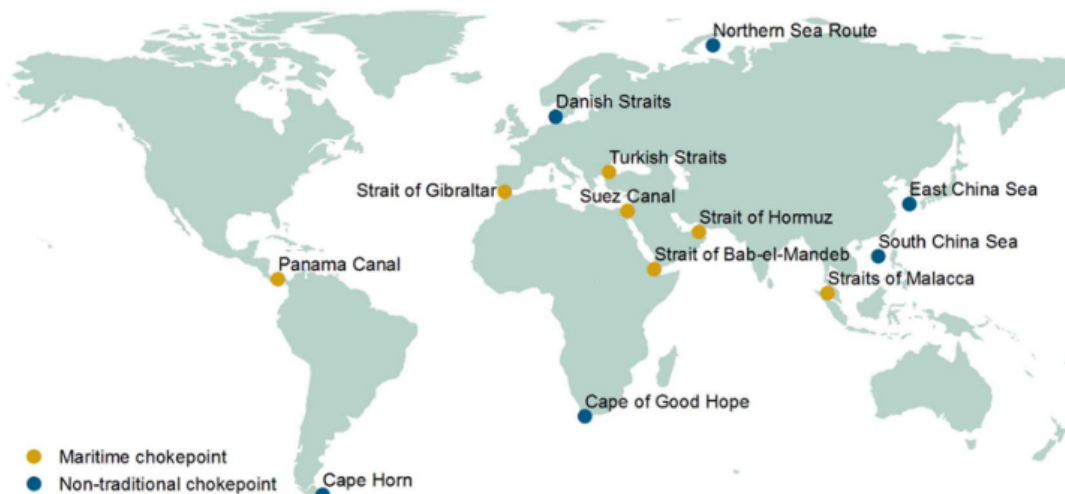 Northern Sea Route
Danish Straits
Turkish Straits
Strait of Gibraltar
Suez Canal
East China Sea
Strait of Hormuz
South China Sea
Strait of Bab-el-Mandeb
Panama Canal
Straits of Malacca
Cape of Good Hope
Maritime chokepoint
Cape Horn
Non-traditional chokepoint